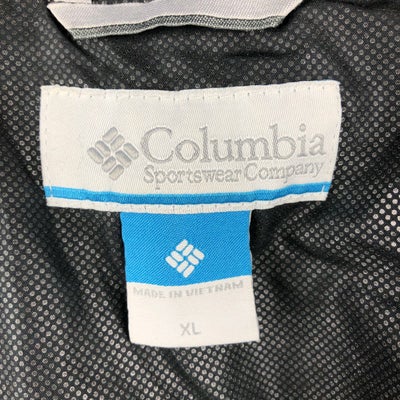 Columbia
Sportswear Company
MADE IN VIETNAM
XL